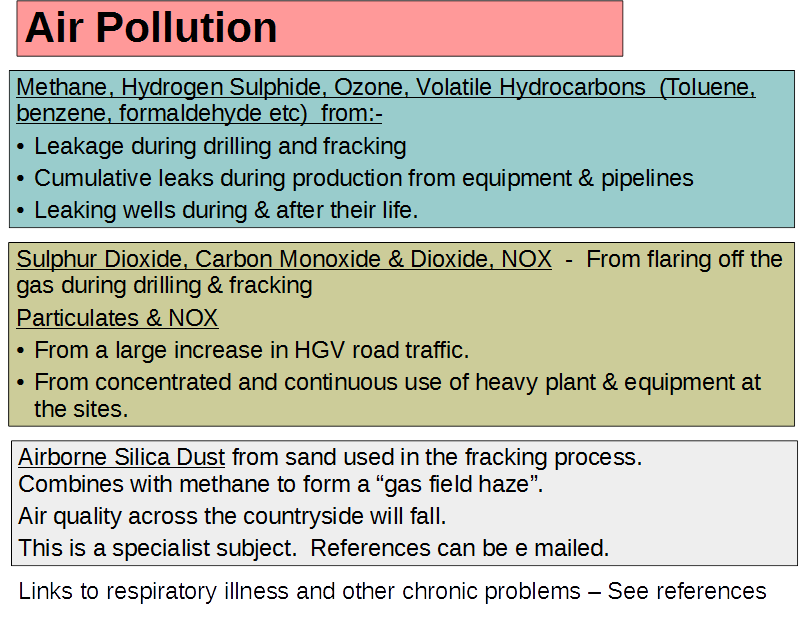 Air Pollution
Methane, Hydrogen Sulphide, Ozone, Volatile Hydrocarbons  (Toluene,
benzene, formaldehyde etc)  from:-
• Leakage during drilling and fracking
• Cumulative leaks during production from equipment & pipelines
• Leaking wells during & after their life.
Sulphur Dioxide, Carbon Monoxide & Dioxide, NOX  -  From flaring off the
gas during drilling & fracking
Particulates & NOX
• From a large increase in HGV road traffic.
• From concentrated and continuous use of heavy plant & equipment at
the sites.
Airborne Silica Dust from sand used in the fracking process.
Combines with methane to form a “gas field haze”.
Air quality across the countryside will fall.
This is a specialist subject.  References can be e mailed.
Links to respiratory illness and other chronic problems – See references